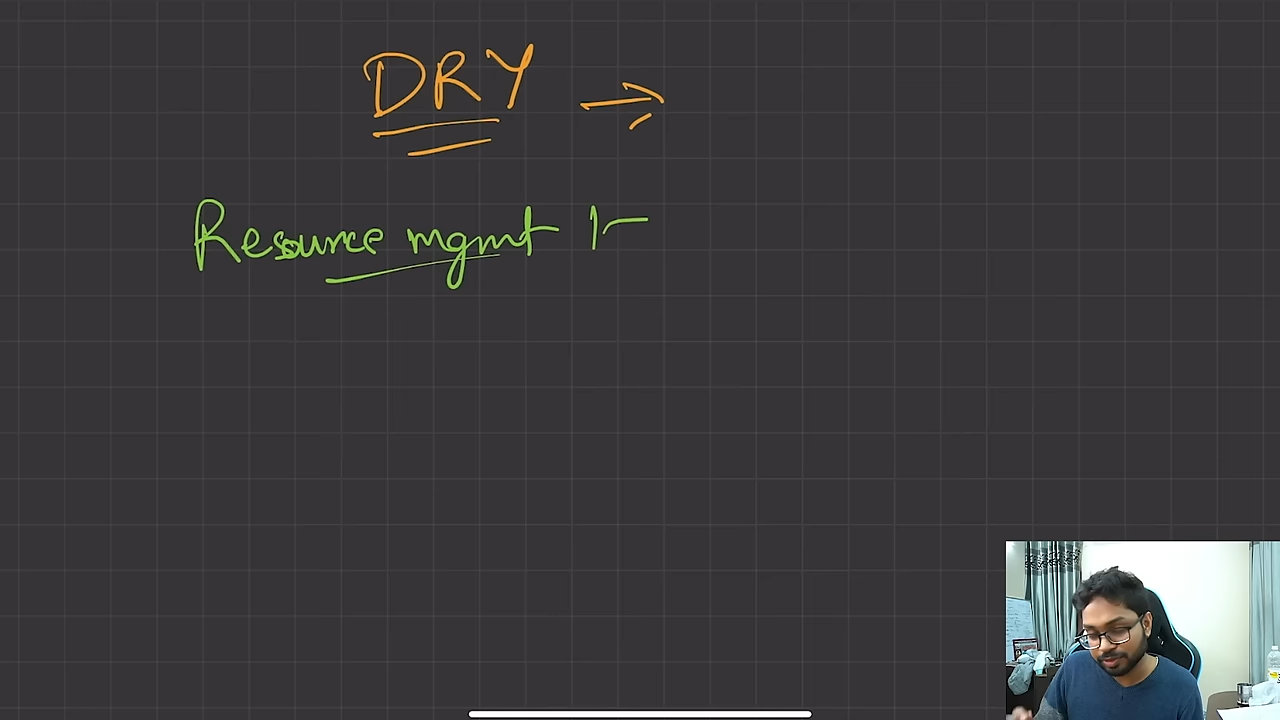 DRY →
Resource mgmt :-